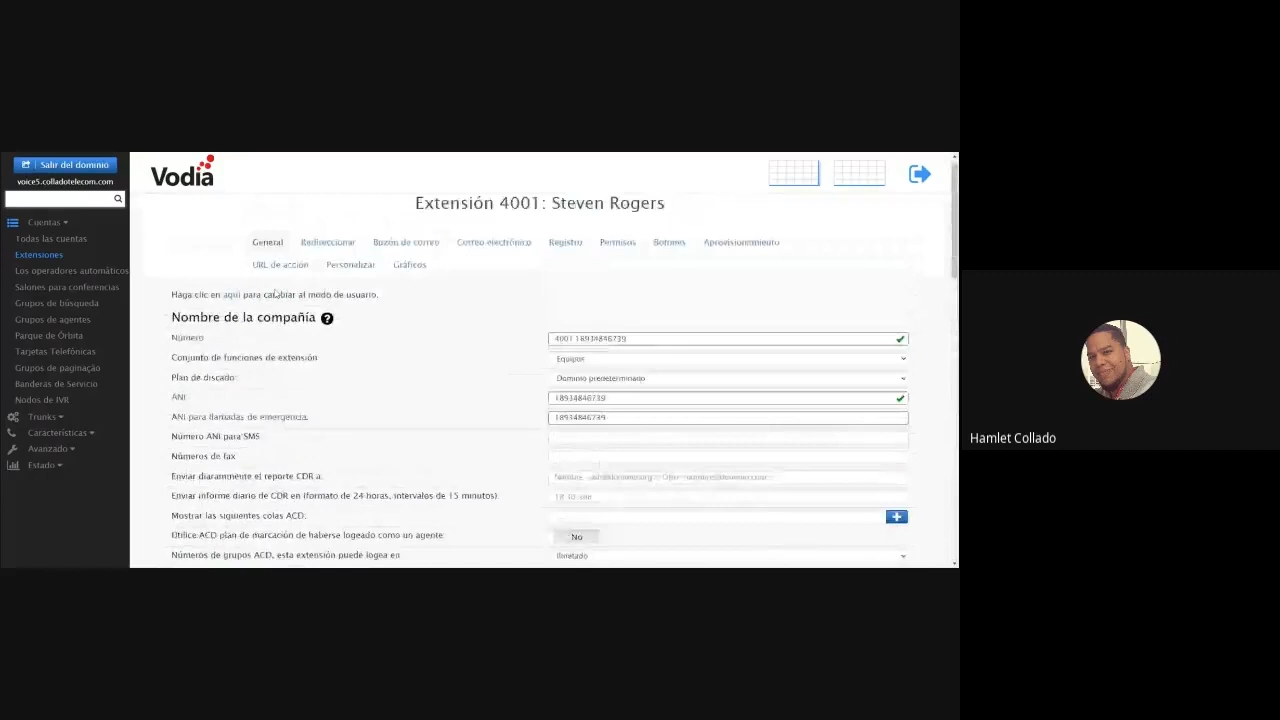 Salir del dominio
voice5.colladotelecom.com
Cuentas
Todas las cuentas
Extensiones
Los operadores automáticos
Salones para conferencias
Grupos de búsqueda
Grupos de agentes
Parque de Órbita
Tarjetas Telefónicas
Grupos de paginação
Banderas de Servicio
Nodos de IVR
Trunks
Características
Avanzado
Estado
Vodia
Extensión 4001: Steven Rogers
General Redireccionar Buzón de correo Correo electrónico Registro Permisos Botones Aprovisionamiento
URL de acción Personalizar Gráficos
Haga clic en aquí para cambiar al modo de usuario.
Nombre de la compañía
Número 4001 18934846739
Conjunto de funciones de extensión Equipos
Plan de discado: Dominio predeterminado
ANI 18934846739
ANI para llamadas de emergencia: 18934846739
Número ANI para SMS:
Números de fax
Enviar diariamente el reporte CDR a:
Enviar informe diario de CDR en (formato de 24 horas, intervalos de 15 minutos):
Mostrar las siguientes colas ACD:
Utilice ACD plan de marcación de haberse logeado como un agente: No
Números de grupos ACD, esta extensión puede logea en Ilimitado
Hamlet Collado